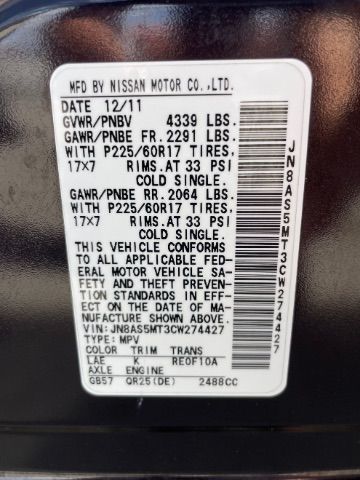 MFD BY NISSAN MOTOR CO.,LTD.
DATE 12/11
GVWR/PNBV 4339 LBS.
GAWR/PNBE FR. 2291 LBS.
WITH P225/60R17 TIRES,
17x7 RIMS. AT 33 PSI
COLD SINGLE.
GAWR/PNBE RR. 2064 LBS.
WITH P225/60R17 TIRES,
17x7 RIMS. AT 33 PSI
COLD SINGLE.
THIS VEHICLE CONFORMS
TO ALL APPLICABLE FED-
ERAL MOTOR VEHICLE SA-
FETY AND THEFT PREVENTION
STANDARDS IN EFF-
ECT ON THE DATE OF MA-
NUFACTURE SHOWN ABOVE.
VIN: JN8AS5MT3CW274427
TYPE: MPV
COLOR TRIM TRANS
LAE K RE0F10A
AXLE ENGINE
GB57 QR25(DE) 2488CC
JN8AS5MT3CW274427